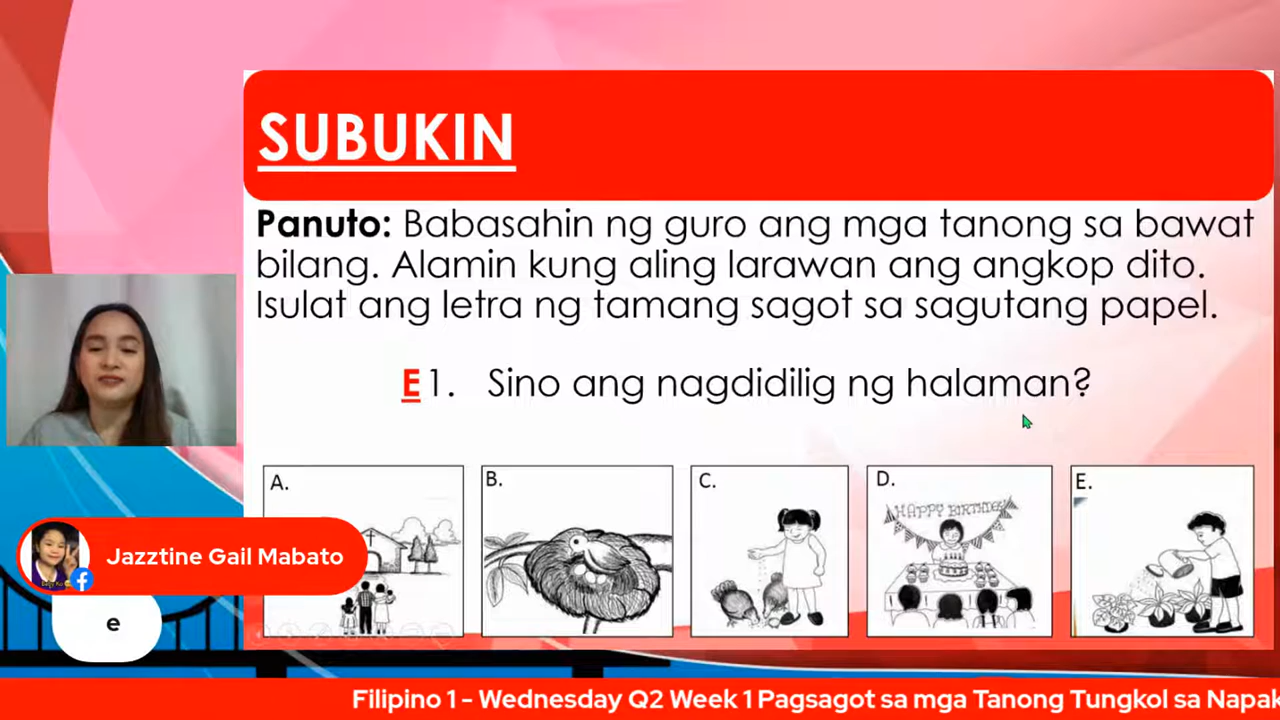 SUBUKIN
Panuto: Babasahin ng guro ang mga tanong sa bawat
bilang. Alamin kung aling larawan ang angkop dito.
Isulat ang letra ng tamang sagot sa sagutang papel.
E 1. Sino ang nagdidilig ng halaman?
A.
B.
C.
D.
E.
HAPPY BIRTHDAY
Jazztine Gail Mabato
e
Filipino 1 - Wednesday Q2 Week 1 Pagsagot sa mga Tanong Tungkol sa Napak